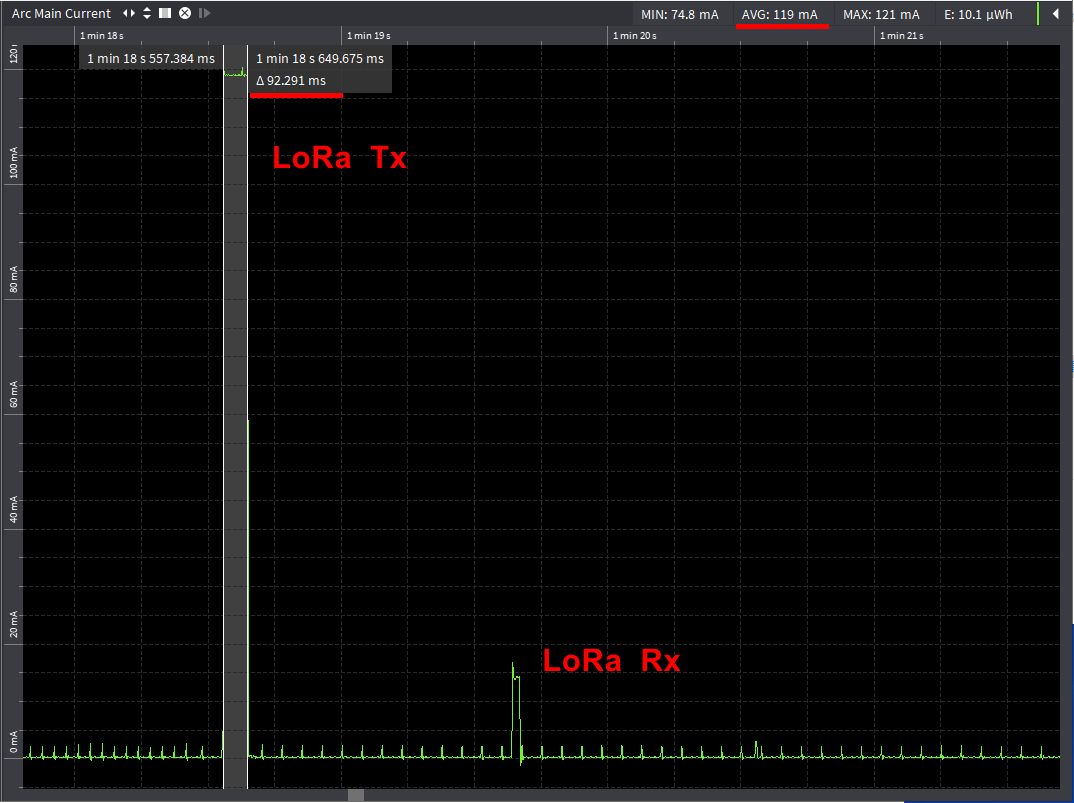 Arc Main Current
MIN: 74.8 mA AVG: 119 mA MAX: 121 mA E: 10.1 µWh
1 min 18 s 1 min 19 s 1 min 20 s 1 min 21 s
1 min 18 s 557.384 ms
1 min 18 s 649.675 ms
Δ 92.291 ms
LoRa Tx
LoRa Rx
120
100 mA
80 mA
60 mA
40 mA
20 mA
0 mA